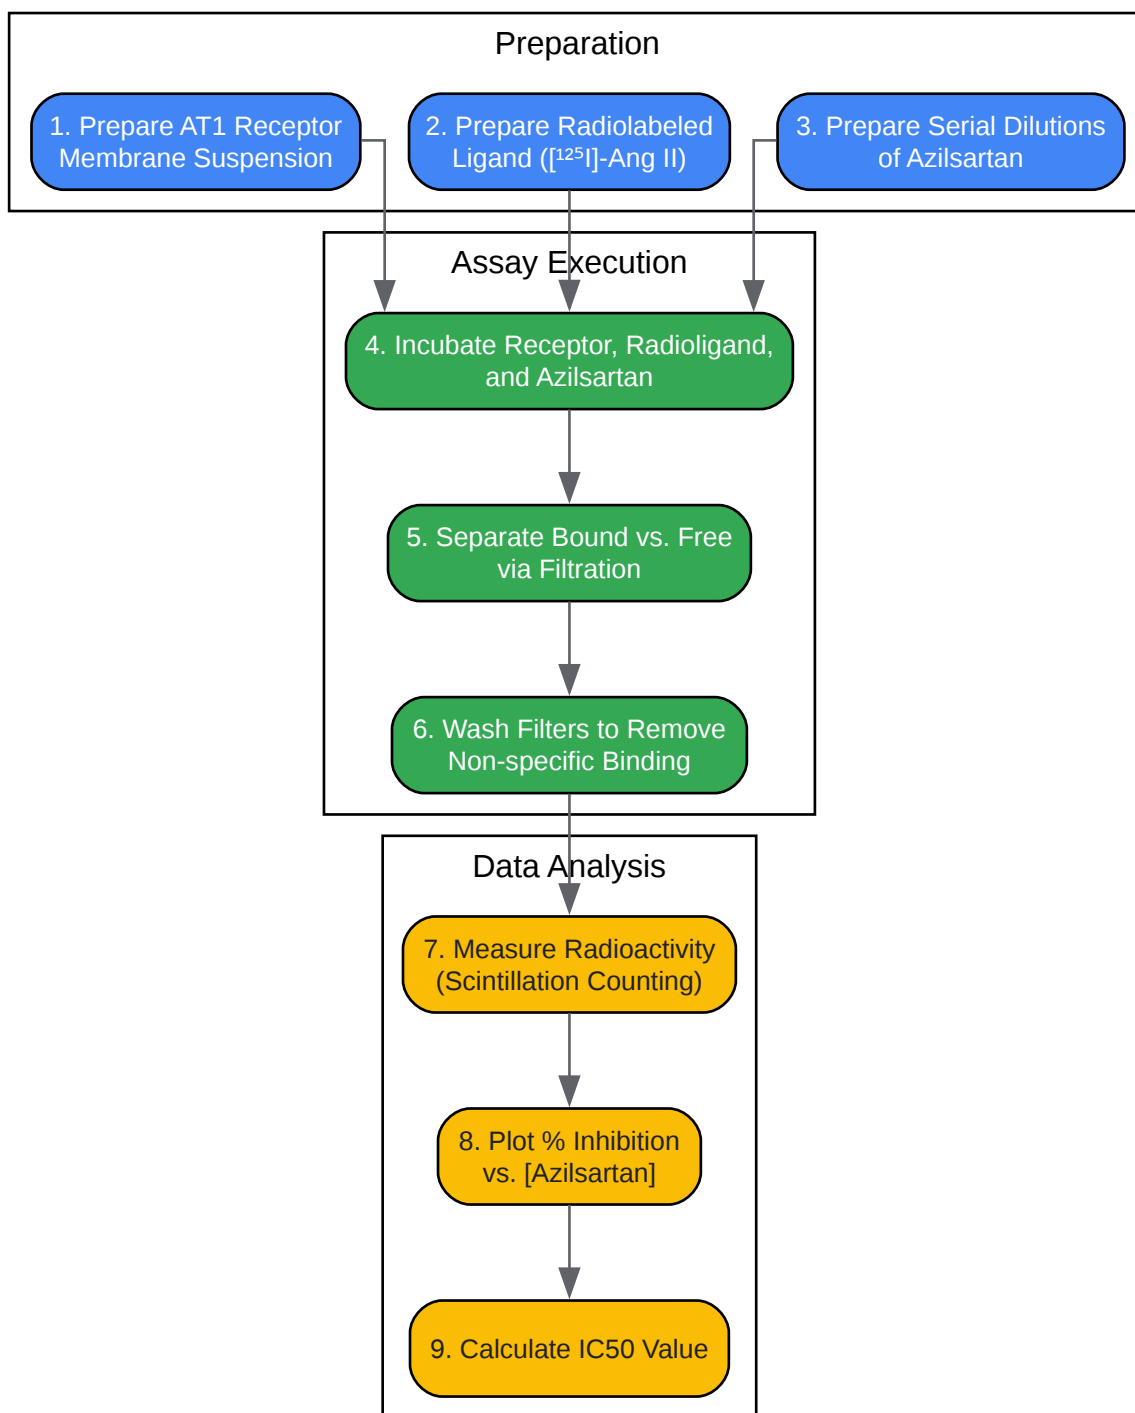 Preparation
1. Prepare AT1 Receptor
Membrane Suspension
2. Prepare Radiolabeled
Ligand ([¹²⁵I]-Ang II)
3. Prepare Serial Dilutions
of Azilsartan
Assay Execution
4. Incubate Receptor, Radioligand,
and Azilsartan
5. Separate Bound vs. Free
via Filtration
6. Wash Filters to Remove
Non-specific Binding
Data Analysis
7. Measure Radioactivity
(Scintillation Counting)
8. Plot % Inhibition
vs. [Azilsartan]
9. Calculate IC50 Value